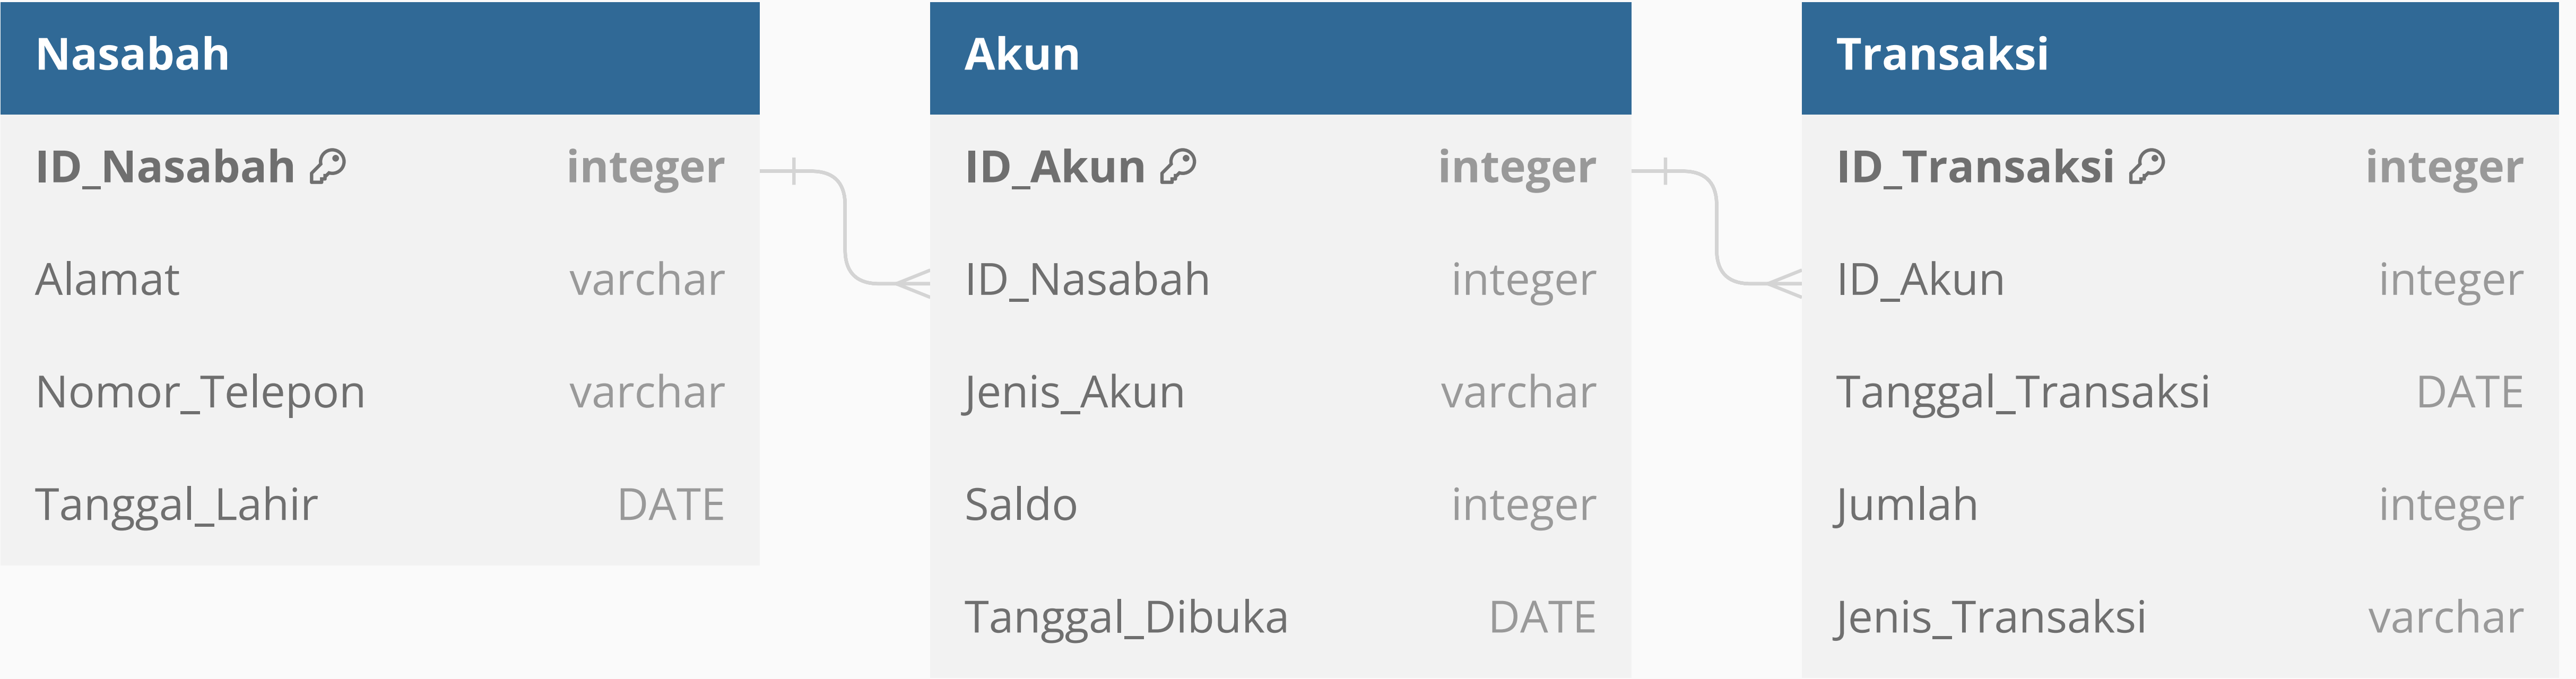 Nasabah
ID_Nasabah integer
Alamat varchar
Nomor_Telepon varchar
Tanggal_Lahir DATE
Akun
ID_Akun integer
ID_Nasabah integer
Jenis_Akun varchar
Saldo integer
Tanggal_Dibuka DATE
Transaksi
ID_Transaksi integer
ID_Akun integer
Tanggal_Transaksi DATE
Jumlah integer
Jenis_Transaksi varchar